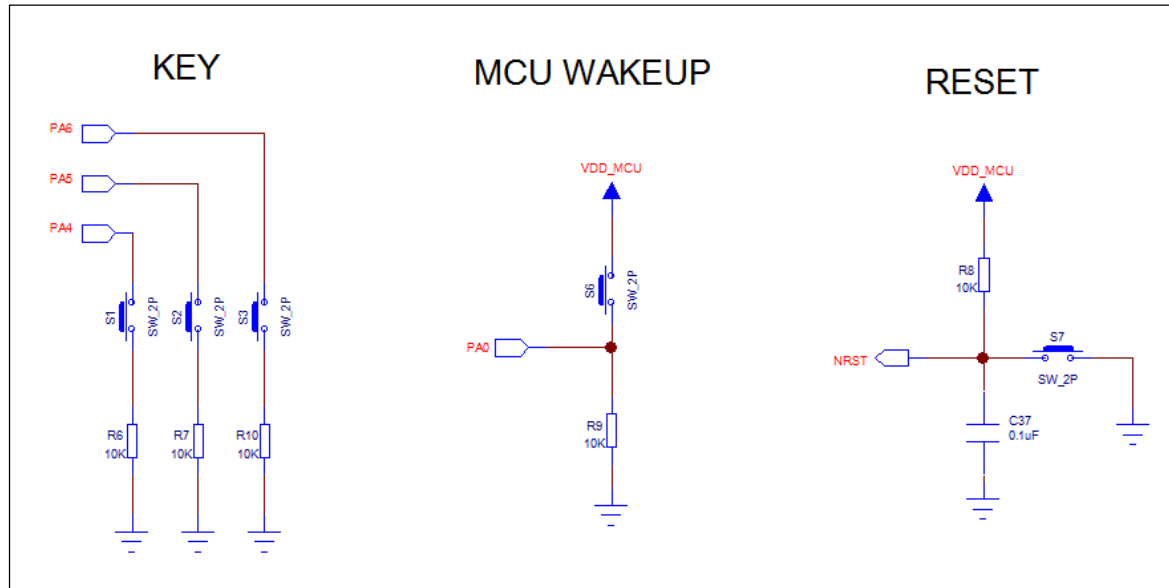 KEY
PA6
PA5
PA4
S1
SW_2P
S2
SW_2P
S3
SW_2P
R6
10K
R7
10K
R10
10K
MCU WAKEUP
VDD_MCU
S6
SW_2P
PA0
R9
10K
RESET
VDD_MCU
R8
10K
NRST
S7
SW_2P
C37
0.1uF